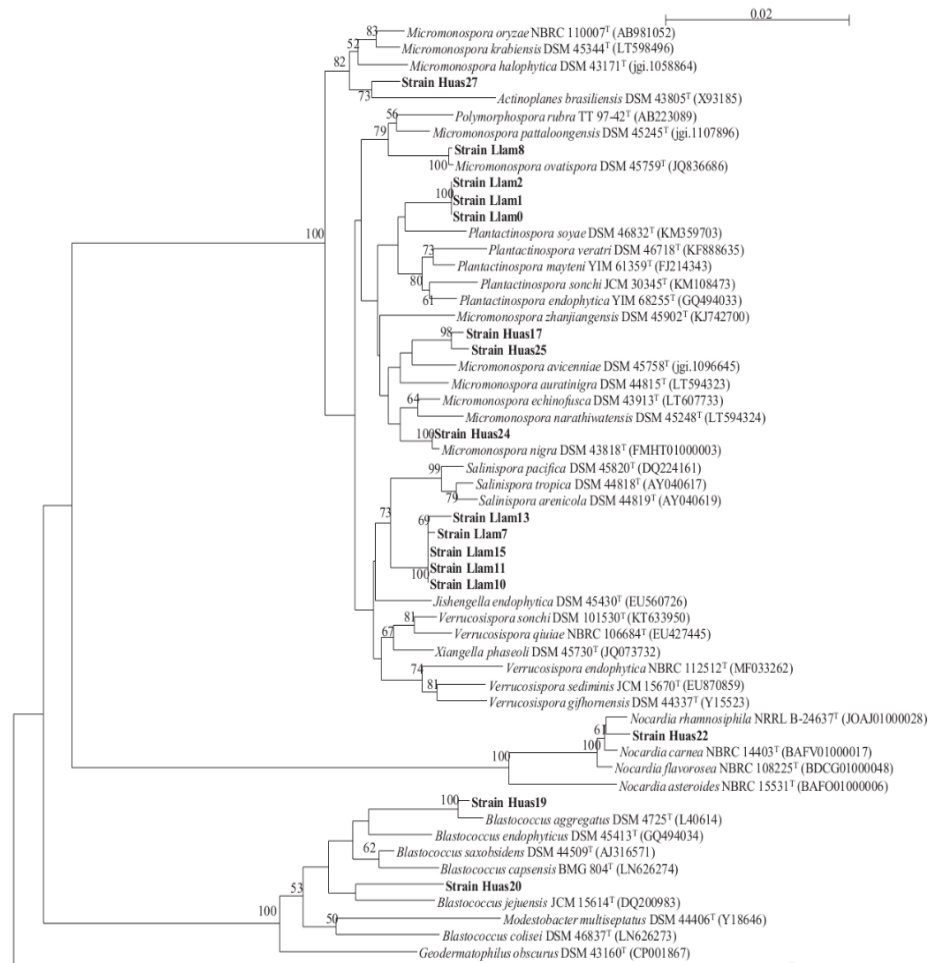 0.02
83
Micromonospora oryzae NBRC 110007T (AB981052)
52
Micromonospora krabiensis DSM 45344T (LT598496)
82
Micromonospora halophytica DSM 43171T (jgi.1058864)
Strain Huas27
73
Actinoplanes brasiliensis DSM 43805T (X93185)
56
Polymorphospora rubra TT 97-42T (AB223089)
79
Micromonospora pattaloongensis DSM 45245T (jgi.1107896)
Strain Llam8
100
Micromonospora ovatispora DSM 45759T (JQ836686)
Strain Llam2
100
Strain Llam1
Strain Llam0
Plantactinospora soyae DSM 46832T (KM359703)
100
73
Plantactinospora veratri DSM 46718T (KF888635)
Plantactinospora mayteni YIM 61359T (FJ214343)
80
Plantactinospora sonchi JCM 30345T (KM108473)
61
Plantactinospora endophytica YIM 68255T (GQ494033)
Micromonospora zhanjiangensis DSM 45902T (KJ742700)
98
Strain Huas17
Strain Huas25
Micromonospora avicenniae DSM 45758T (jgi.1096645)
Micromonospora auratinigra DSM 44815T (LT594323)
64
Micromonospora echinofusca DSM 43913T (LT607733)
Micromonospora narathiwatensis DSM 45248T (LT594324)
100
Strain Huas24
Micromonospora nigra DSM 43818T (FMHT01000003)
99
Salinispora pacifica DSM 45820T (DQ224161)
Salinispora tropica DSM 44818T (AY040617)
79
Salinispora arenicola DSM 44819T (AY040619)
73
69
Strain Llam13
Strain Llam7
Strain Llam15
Strain Llam11
100
Strain Llam10
Jishengella endophytica DSM 45430T (EU560726)
81
Verrucosispora sonchi DSM 101530T (KT633950)
67
Verrucosispora qiuiae NBRC 106684T (EU427445)
Xiangella phaseoli DSM 45730T (JQ073732)
74
Verrucosispora endophytica NBRC 112512T (MF033262)
81
Verrucosispora sediminis JCM 15670T (EU870859)
Verrucosispora gifhornensis DSM 44337T (Y15523)
Nocardia rhamnosiphila NRRL B-24637T (JOAJ01000028)
61
Strain Huas22
100
Nocardia carnea NBRC 14403T (BAFV01000017)
100
Nocardia flavorosea NBRC 108225T (BDCG01000048)
Nocardia asteroides NBRC 15531T (BAFO01000006)
100
Strain Huas19
Blastococcus aggregatus DSM 4725T (L40614)
Blastococcus endophyticus DSM 45413T (GQ494034)
62
Blastococcus saxobsidens DSM 44509T (AJ316571)
Blastococcus capsensis BMG 804T (LN626274)
53
Strain Huas20
Blastococcus jejuensis JCM 15614T (DQ200983)
100
50
Modestobacter multiseptatus DSM 44406T (Y18646)
Blastococcus colisei DSM 46837T (LN626273)
Geodermatophilus obscurus DSM 43160T (CP001867)